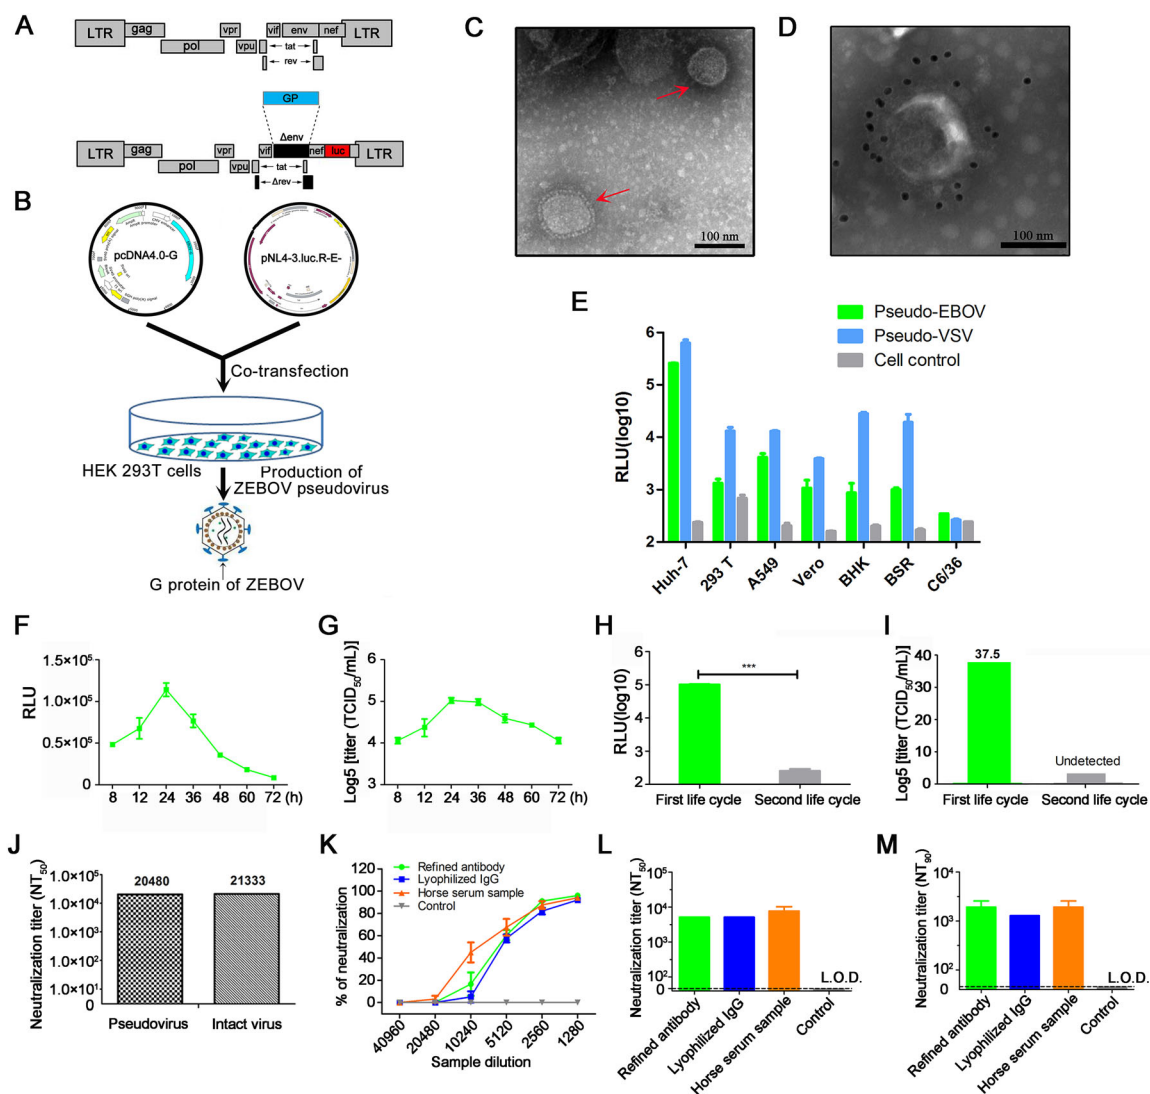 A
LTR
gag
pol
vpr
vpu
vif
env
nef
LTR
tat
rev
GP
Δenv
LTR
gag
pol
vpr
vpu
vif
nef
luc
LTR
tat
Δrev
B
pcDNA4.0-G
pNL4-3.luc.R-E-
Co-transfection
HEK 293T cells
Production of
ZEBOV pseudovirus
G protein of ZEBOV
C
100 nm
D
100 nm
E
Pseudo-EBOV
Pseudo-VSV
Cell control
RLU(log10)
6
5
4
3
2
Huh-7
293 T
A549
Vero
BHK
BSR
C6/36
F
RLU
1.5×10⁵
1.0×10⁵
0.5×10⁵
0
8 12 24 36 48 60 72 (h)
G
Log5 [titer (TCID₅₀/mL)]
6
5
4
3
8 12 24 36 48 60 72 (h)
H
RLU(log10)
6
5
4
3
2
***
First life cycle Second life cycle
I
Log5 [titer (TCID₅₀/mL)]
40
30
20
10
0
37.5
Undetected
First life cycle Second life cycle
J
Neutralization titer (NT₅₀)
1.0×10⁵
1.0×10⁴
1.0×10³
1.0×10²
1.0×10¹
0
20480
21333
Pseudovirus Intact virus
K
% of neutralization
120
100
80
60
40
20
0
Refined antibody
Lyophilized IgG
Horse serum sample
Control
40960
20480
10240
5120
2560
1280
Sample dilution
L
Neutralization titer (NT₅₀)
10⁵
10⁴
10³
10²
0
L.O.D.
Refined antibody
Lyophilized IgG
Horse serum sample
Control
M
Neutralization titer (NT₉₀)
10⁵
10⁴
10³
10²
0
L.O.D.
Refined antibody
Lyophilized IgG
Horse serum sample
Control